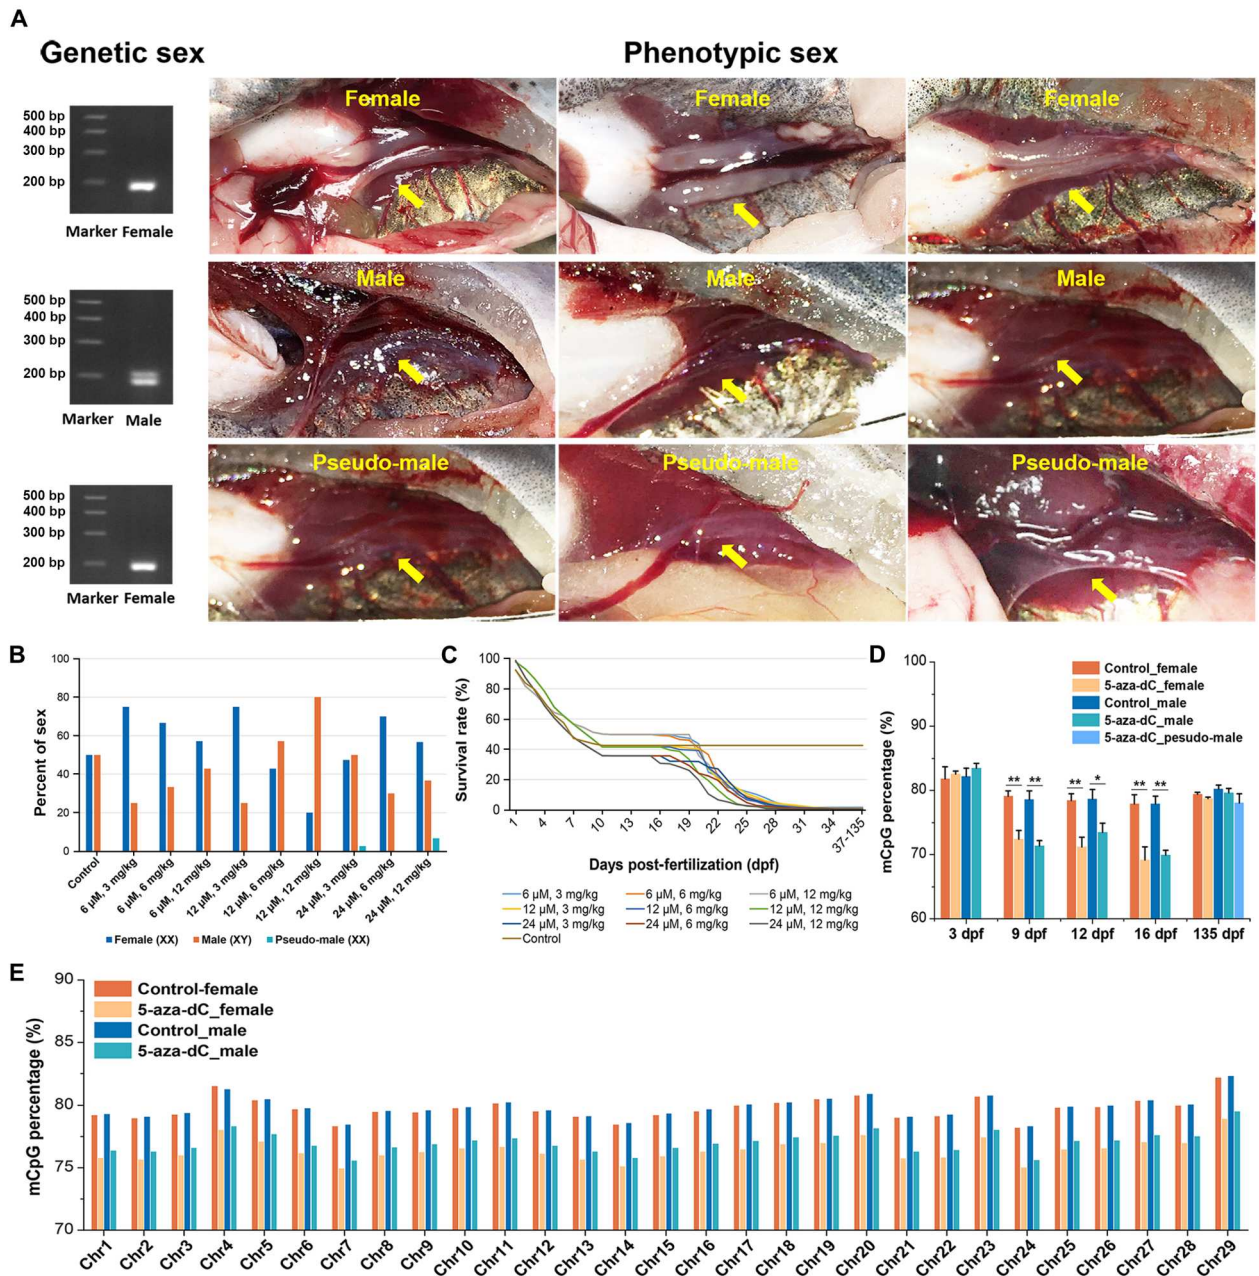 A
Genetic sex
Phenotypic sex
500 bp
400 bp
300 bp
200 bp
Marker Female
Female
Female
Female
500 bp
400 bp
300 bp
200 bp
Marker Male
Male
Male
Male
500 bp
400 bp
300 bp
200 bp
Marker Female
Pseudo-male
Pseudo-male
Pseudo-male
B
Percent of sex
100
80
60
40
20
0
Control
6 µM, 3 mg/kg
6 µM, 6 mg/kg
6 µM, 12 mg/kg
12 µM, 3 mg/kg
12 µM, 6 mg/kg
12 µM, 12 mg/kg
24 µM, 3 mg/kg
24 µM, 6 mg/kg
24 µM, 12 mg/kg
Female (XX) Male (XY) Pseudo-male (XX)
C
Survival rate (%)
100
80
60
40
20
0
1 4 7 10 13 16 19 22 25 28 31 34 37-135
Days post-fertilization (dpf)
6 µM, 3 mg/kg 6 µM, 6 mg/kg 6 µM, 12 mg/kg
12 µM, 3 mg/kg 12 µM, 6 mg/kg 12 µM, 12 mg/kg
24 µM, 3 mg/kg 24 µM, 6 mg/kg 24 µM, 12 mg/kg
Control
D
mCpG percentage (%)
100
90
80
70
60
Control_female
5-aza-dC_female
Control_male
5-aza-dC_male
5-aza-dC_pesudo-male
** ** ** * ** **
3 dpf 9 dpf 12 dpf 16 dpf 135 dpf
E
mCpG percentage (%)
90
85
80
75
70
Control-female
5-aza-dC_female
Control_male
5-aza-dC_male
Chr1 Chr2 Chr3 Chr4 Chr5 Chr6 Chr7 Chr8 Chr9 Chr10 Chr11 Chr12 Chr13 Chr14 Chr15 Chr16 Chr17 Chr18 Chr19 Chr20 Chr21 Chr22 Chr23 Chr24 Chr25 Chr26 Chr27 Chr28 Chr29